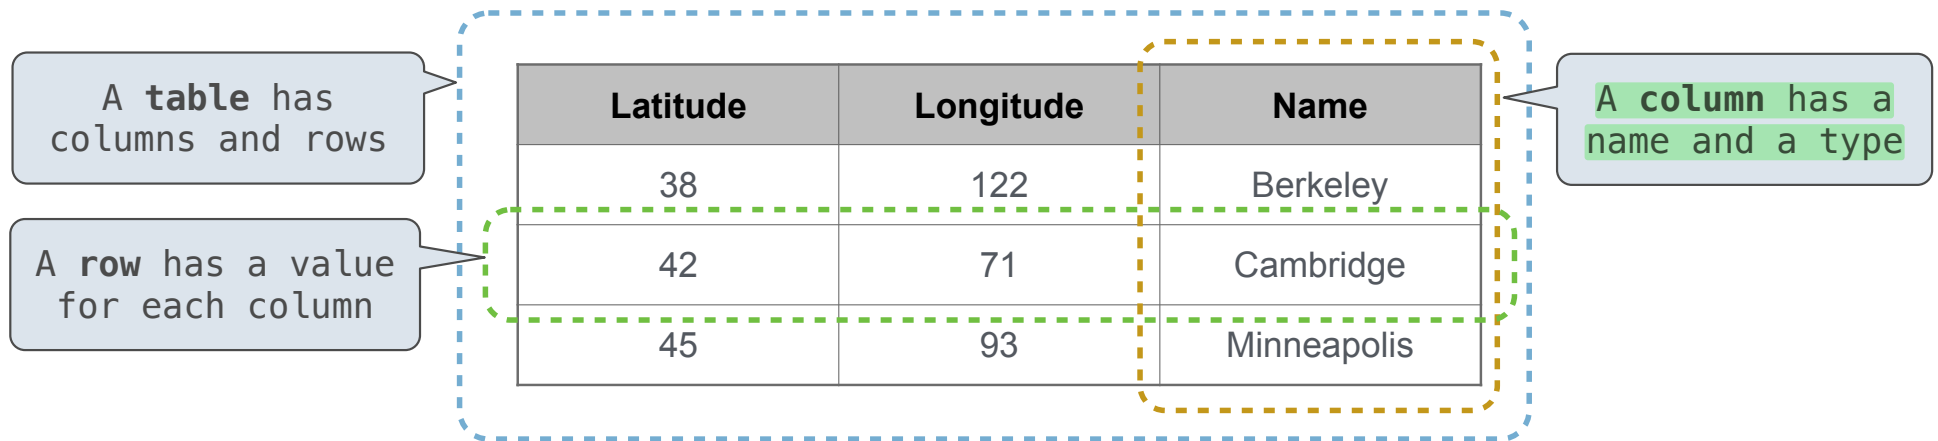 A table has
columns and rows
A row has a value
for each column
Latitude Longitude Name
38 122 Berkeley
42 71 Cambridge
45 93 Minneapolis
A column has a
name and a type